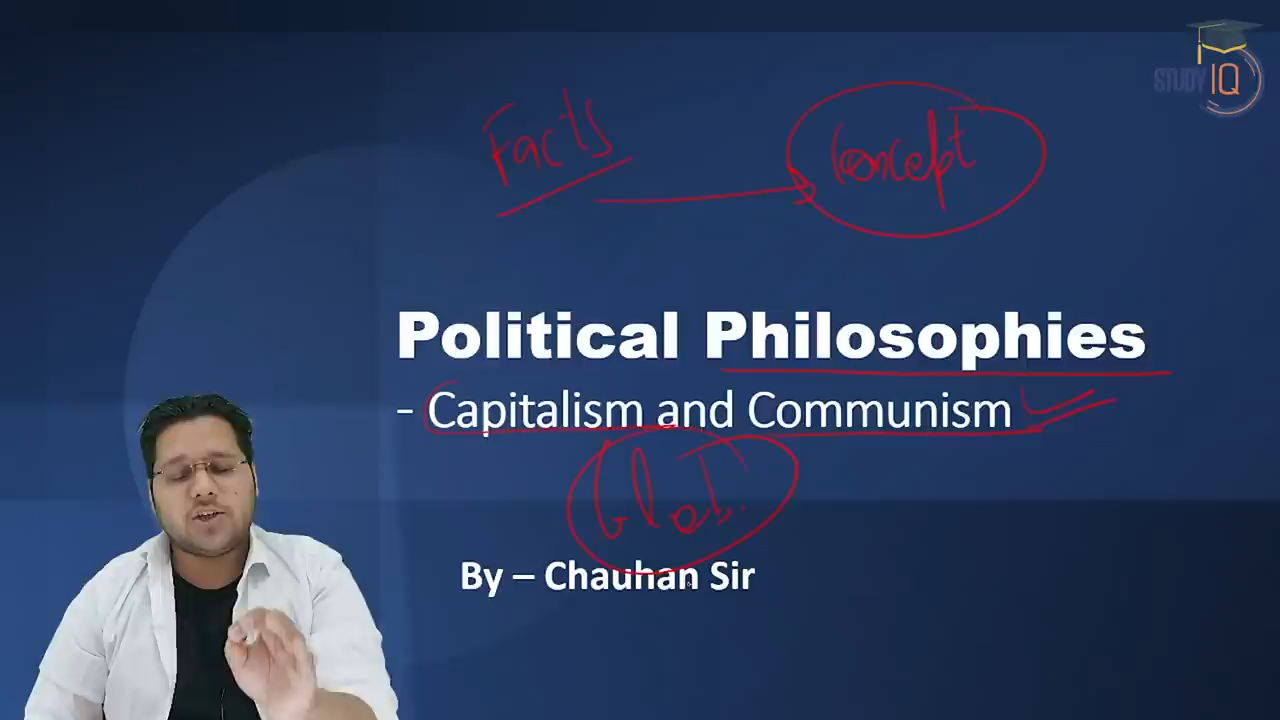 STUDY IQ
Facts
Concept
Political Philosophies
- Capitalism and Communism
By – Chauhan Sir